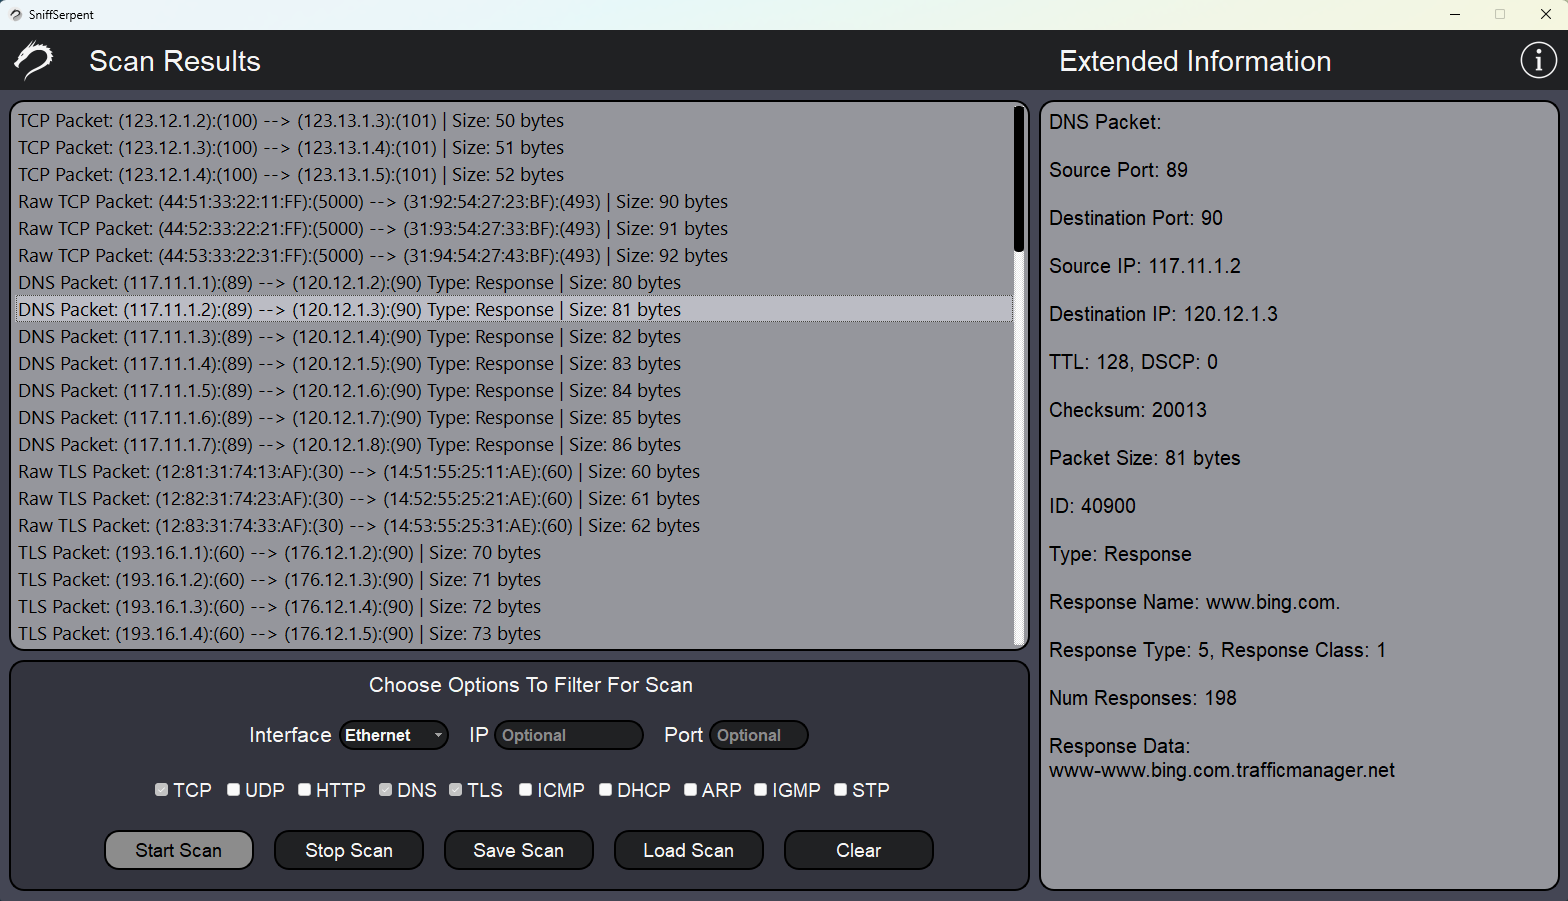 SniffSerpent
Scan Results
Extended Information
TCP Packet: (123.12.1.2):(100) --> (123.13.1.3):(101) | Size: 50 bytes
TCP Packet: (123.12.1.3):(100) --> (123.13.1.4):(101) | Size: 51 bytes
TCP Packet: (123.12.1.4):(100) --> (123.13.1.5):(101) | Size: 52 bytes
Raw TCP Packet: (44:51:33:22:11:FF):(5000) --> (31:92:54:27:23:BF):(493) | Size: 90 bytes
Raw TCP Packet: (44:52:33:22:21:FF):(5000) --> (31:93:54:27:33:BF):(493) | Size: 91 bytes
Raw TCP Packet: (44:53:33:22:31:FF):(5000) --> (31:94:54:27:43:BF):(493) | Size: 92 bytes
DNS Packet: (117.11.1.1):(89) --> (120.12.1.2):(90) Type: Response | Size: 80 bytes
DNS Packet: (117.11.1.2):(89) --> (120.12.1.3):(90) Type: Response | Size: 81 bytes
DNS Packet: (117.11.1.3):(89) --> (120.12.1.4):(90) Type: Response | Size: 82 bytes
DNS Packet: (117.11.1.4):(89) --> (120.12.1.5):(90) Type: Response | Size: 83 bytes
DNS Packet: (117.11.1.5):(89) --> (120.12.1.6):(90) Type: Response | Size: 84 bytes
DNS Packet: (117.11.1.6):(89) --> (120.12.1.7):(90) Type: Response | Size: 85 bytes
DNS Packet: (117.11.1.7):(89) --> (120.12.1.8):(90) Type: Response | Size: 86 bytes
Raw TLS Packet: (12:81:31:74:13:AF):(30) --> (14:51:55:25:11:AE):(60) | Size: 60 bytes
Raw TLS Packet: (12:82:31:74:23:AF):(30) --> (14:52:55:25:21:AE):(60) | Size: 61 bytes
Raw TLS Packet: (12:83:31:74:33:AF):(30) --> (14:53:55:25:31:AE):(60) | Size: 62 bytes
TLS Packet: (193.16.1.1):(60) --> (176.12.1.2):(90) | Size: 70 bytes
TLS Packet: (193.16.1.2):(60) --> (176.12.1.3):(90) | Size: 71 bytes
TLS Packet: (193.16.1.3):(60) --> (176.12.1.4):(90) | Size: 72 bytes
TLS Packet: (193.16.1.4):(60) --> (176.12.1.5):(90) | Size: 73 bytes
DNS Packet:
Source Port: 89
Destination Port: 90
Source IP: 117.11.1.2
Destination IP: 120.12.1.3
TTL: 128, DSCP: 0
Checksum: 20013
Packet Size: 81 bytes
ID: 40900
Type: Response
Response Name: www.bing.com.
Response Type: 5, Response Class: 1
Num Responses: 198
Response Data:
www-www.bing.com.trafficmanager.net
Choose Options To Filter For Scan
Interface Ethernet IP Optional Port Optional
TCP UDP HTTP DNS TLS ICMP DHCP ARP IGMP STP
Start Scan Stop Scan Save Scan Load Scan Clear